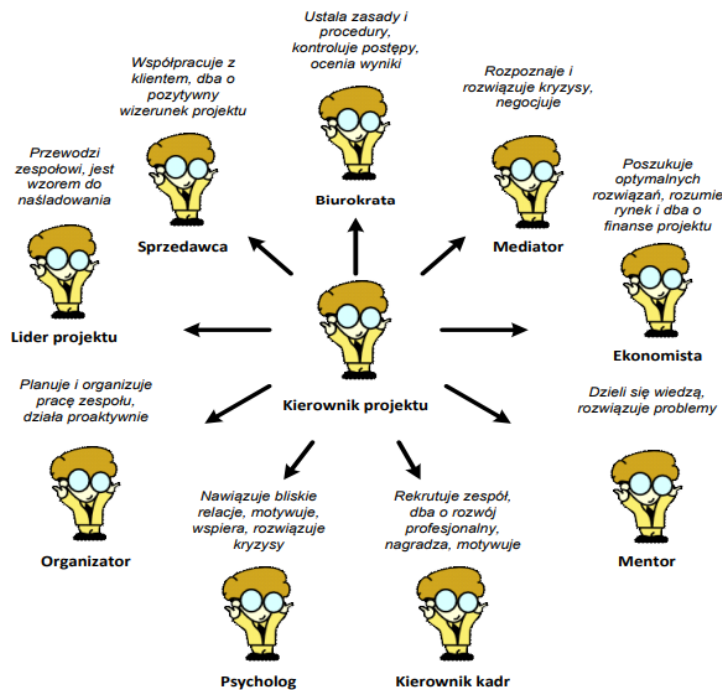 Ustala zasady i
procedury,
kontroluje postępy,
ocenia wyniki
Biurokrata
Współpracuje z
klientem, dba o
pozytywny
wizerunek projektu
Sprzedawca
Rozpoznaje i
rozwiązuje kryzysy,
negocjuje
Mediator
Przewodzi
zespołowi, jest
wzorem do
naśladowania
Lider projektu
Poszukuje
optymalnych
rozwiązań, rozumie
rynek i dba o
finanse projektu
Ekonomista
Kierownik projektu
Planuje i organizuje
pracę zespołu,
działa proaktywnie
Organizator
Dzieli się wiedzą,
rozwiązuje problemy
Mentor
Nawiązuje bliskie
relacje, motywuje,
wspiera, rozwiązuje
kryzysy
Psycholog
Rekrutuje zespół,
dba o rozwój
profesjonalny,
nagradza, motywuje
Kierownik kadr